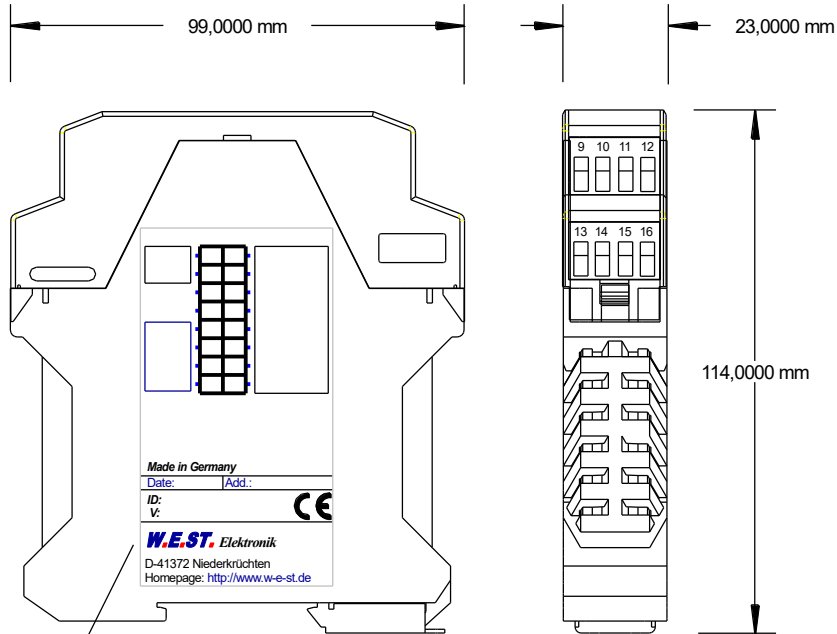 99,0000 mm
23,0000 mm
9 10 11 12
13 14 15 16
114,0000 mm
Made in Germany
Date: Add.:
ID:
V:
CE
W.E.ST. Elektronik
D-41372 Niederkrüchten
Homepage: http://www.w-e-st.de